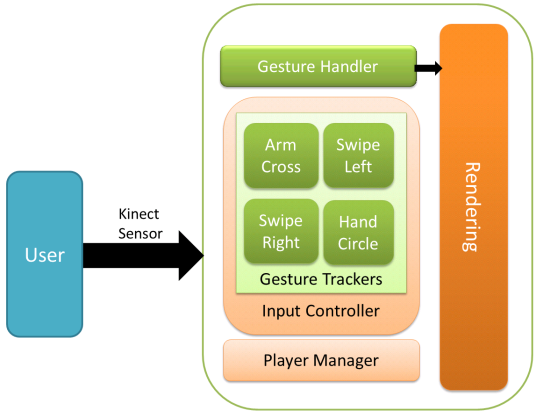 User
Kinect
Sensor
Gesture Handler
Arm
Cross
Swipe
Left
Swipe
Right
Hand
Circle
Gesture Trackers
Input Controller
Player Manager
Rendering